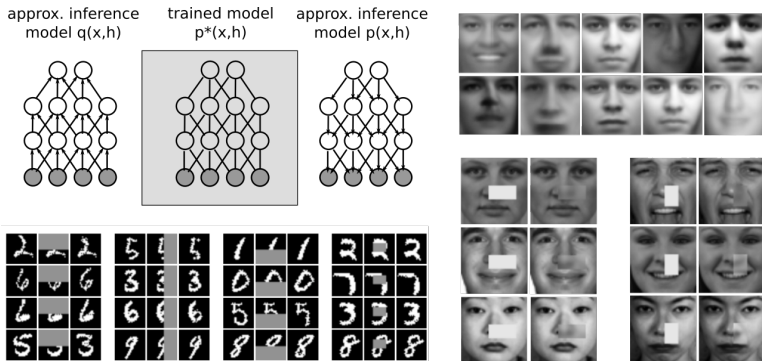 approx. inference
model q(x,h)
trained model
p*(x,h)
approx. inference
model p(x,h)